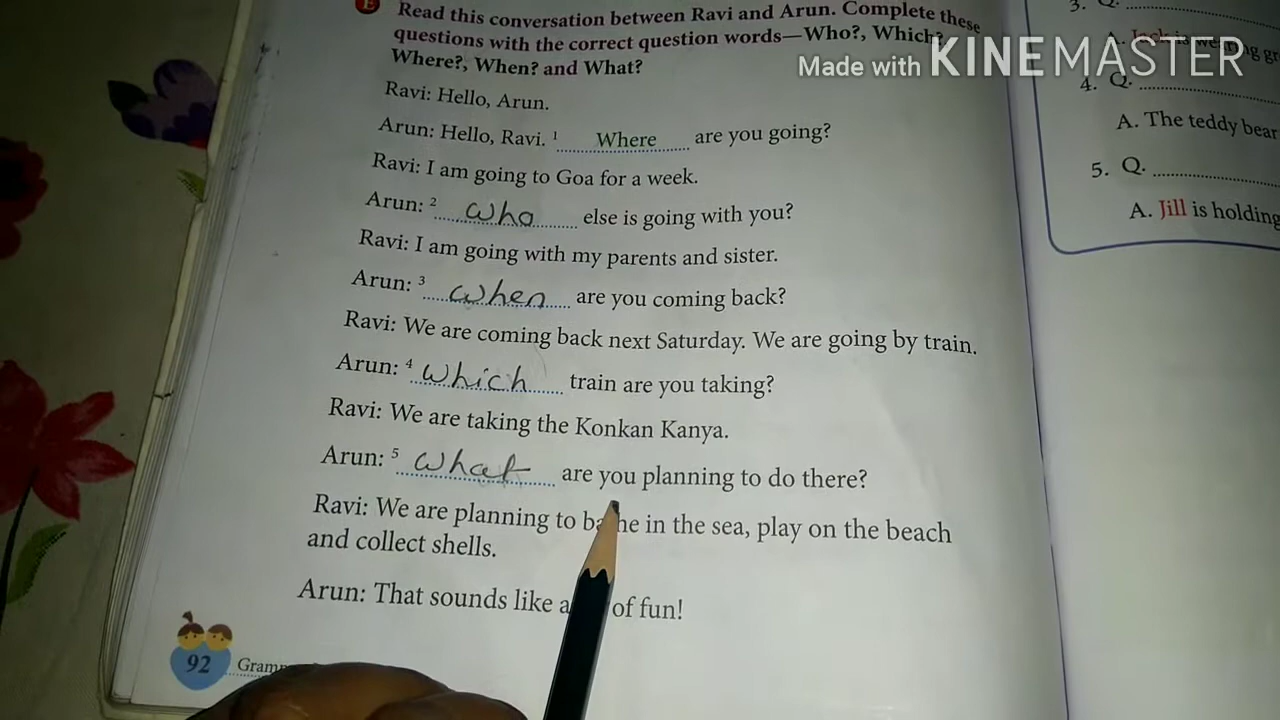 E Read this conversation between Ravi and Arun. Complete these
questions with the correct question words—Who?, Which?
Where?, When? and What?
Ravi: Hello, Arun.
Arun: Hello, Ravi. 1 Where are you going?
Ravi: I am going to Goa for a week.
Arun: 2 who else is going with you?
Ravi: I am going with my parents and sister.
Arun: 3 when are you coming back?
Ravi: We are coming back next Saturday. We are going by train.
Arun: 4 which train are you taking?
Ravi: We are taking the Konkan Kanya.
Arun: 5 what are you planning to do there?
Ravi: We are planning to in the sea, play on the beach
and collect shells.
Arun: That sounds like of fun!
92
3. Q.
A. is
4. Q.
A. The teddy bear
5. Q.
A. Jill is holding
Made with KINEMASTER